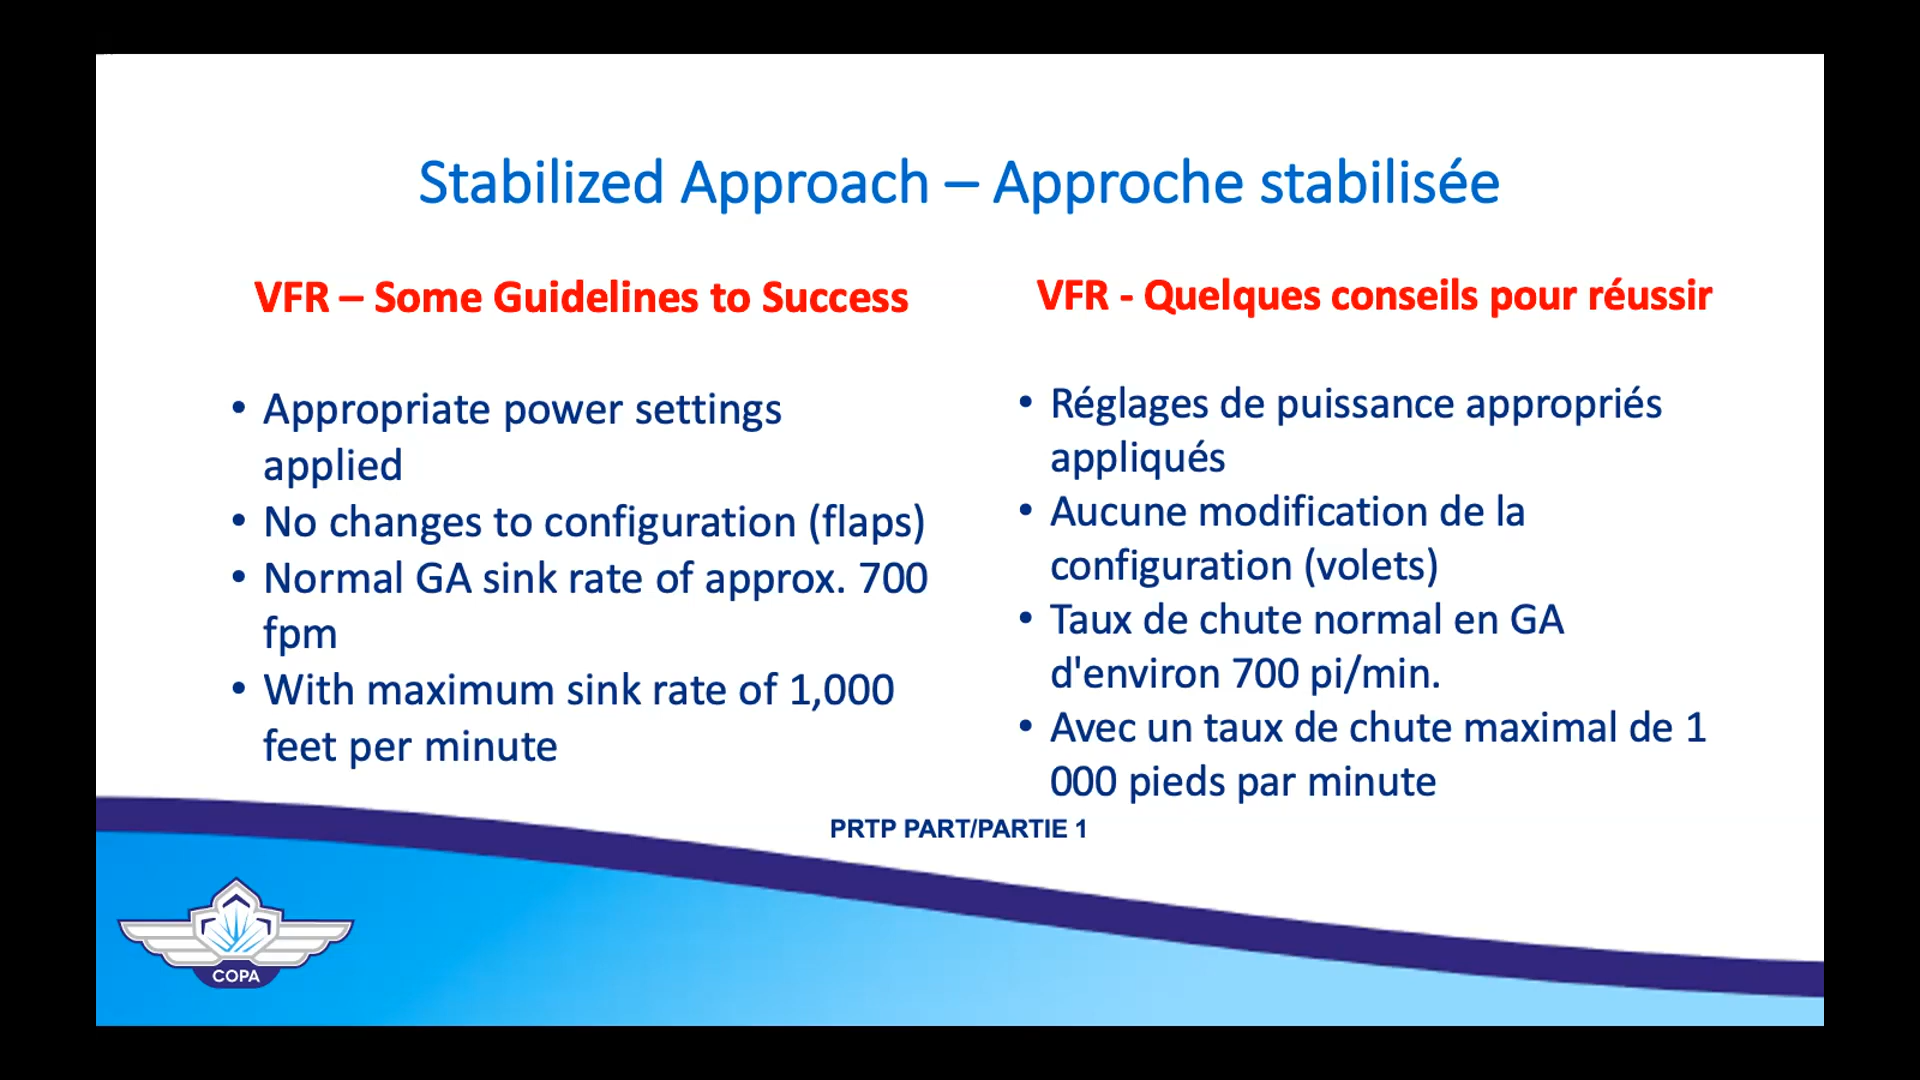 Stabilized Approach – Approche stabilisée
VFR – Some Guidelines to Success
• Appropriate power settings
applied
• No changes to configuration (flaps)
• Normal GA sink rate of approx. 700
fpm
• With maximum sink rate of 1,000
feet per minute
VFR - Quelques conseils pour réussir
• Réglages de puissance appropriés
appliqués
• Aucune modification de la
configuration (volets)
• Taux de chute normal en GA
d'environ 700 pi/min.
• Avec un taux de chute maximal de 1
000 pieds par minute
PRTP PART/PARTIE 1
COPA